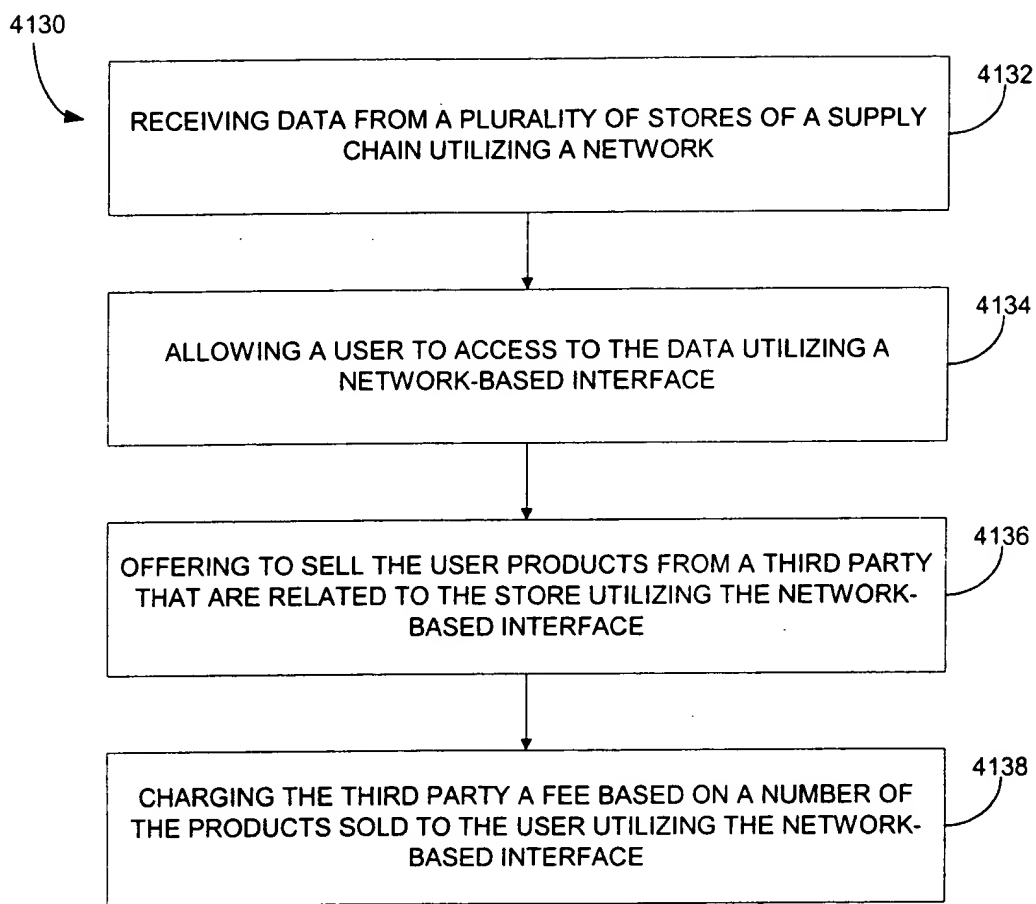 4130
4132
RECEIVING DATA FROM A PLURALITY OF STORES OF A SUPPLY
CHAIN UTILIZING A NETWORK
4134
ALLOWING A USER TO ACCESS TO THE DATA UTILIZING A
NETWORK-BASED INTERFACE
4136
OFFERING TO SELL THE USER PRODUCTS FROM A THIRD PARTY
THAT ARE RELATED TO THE STORE UTILIZING THE NETWORK-
BASED INTERFACE
4138
CHARGING THE THIRD PARTY A FEE BASED ON A NUMBER OF
THE PRODUCTS SOLD TO THE USER UTILIZING THE NETWORK-
BASED INTERFACE